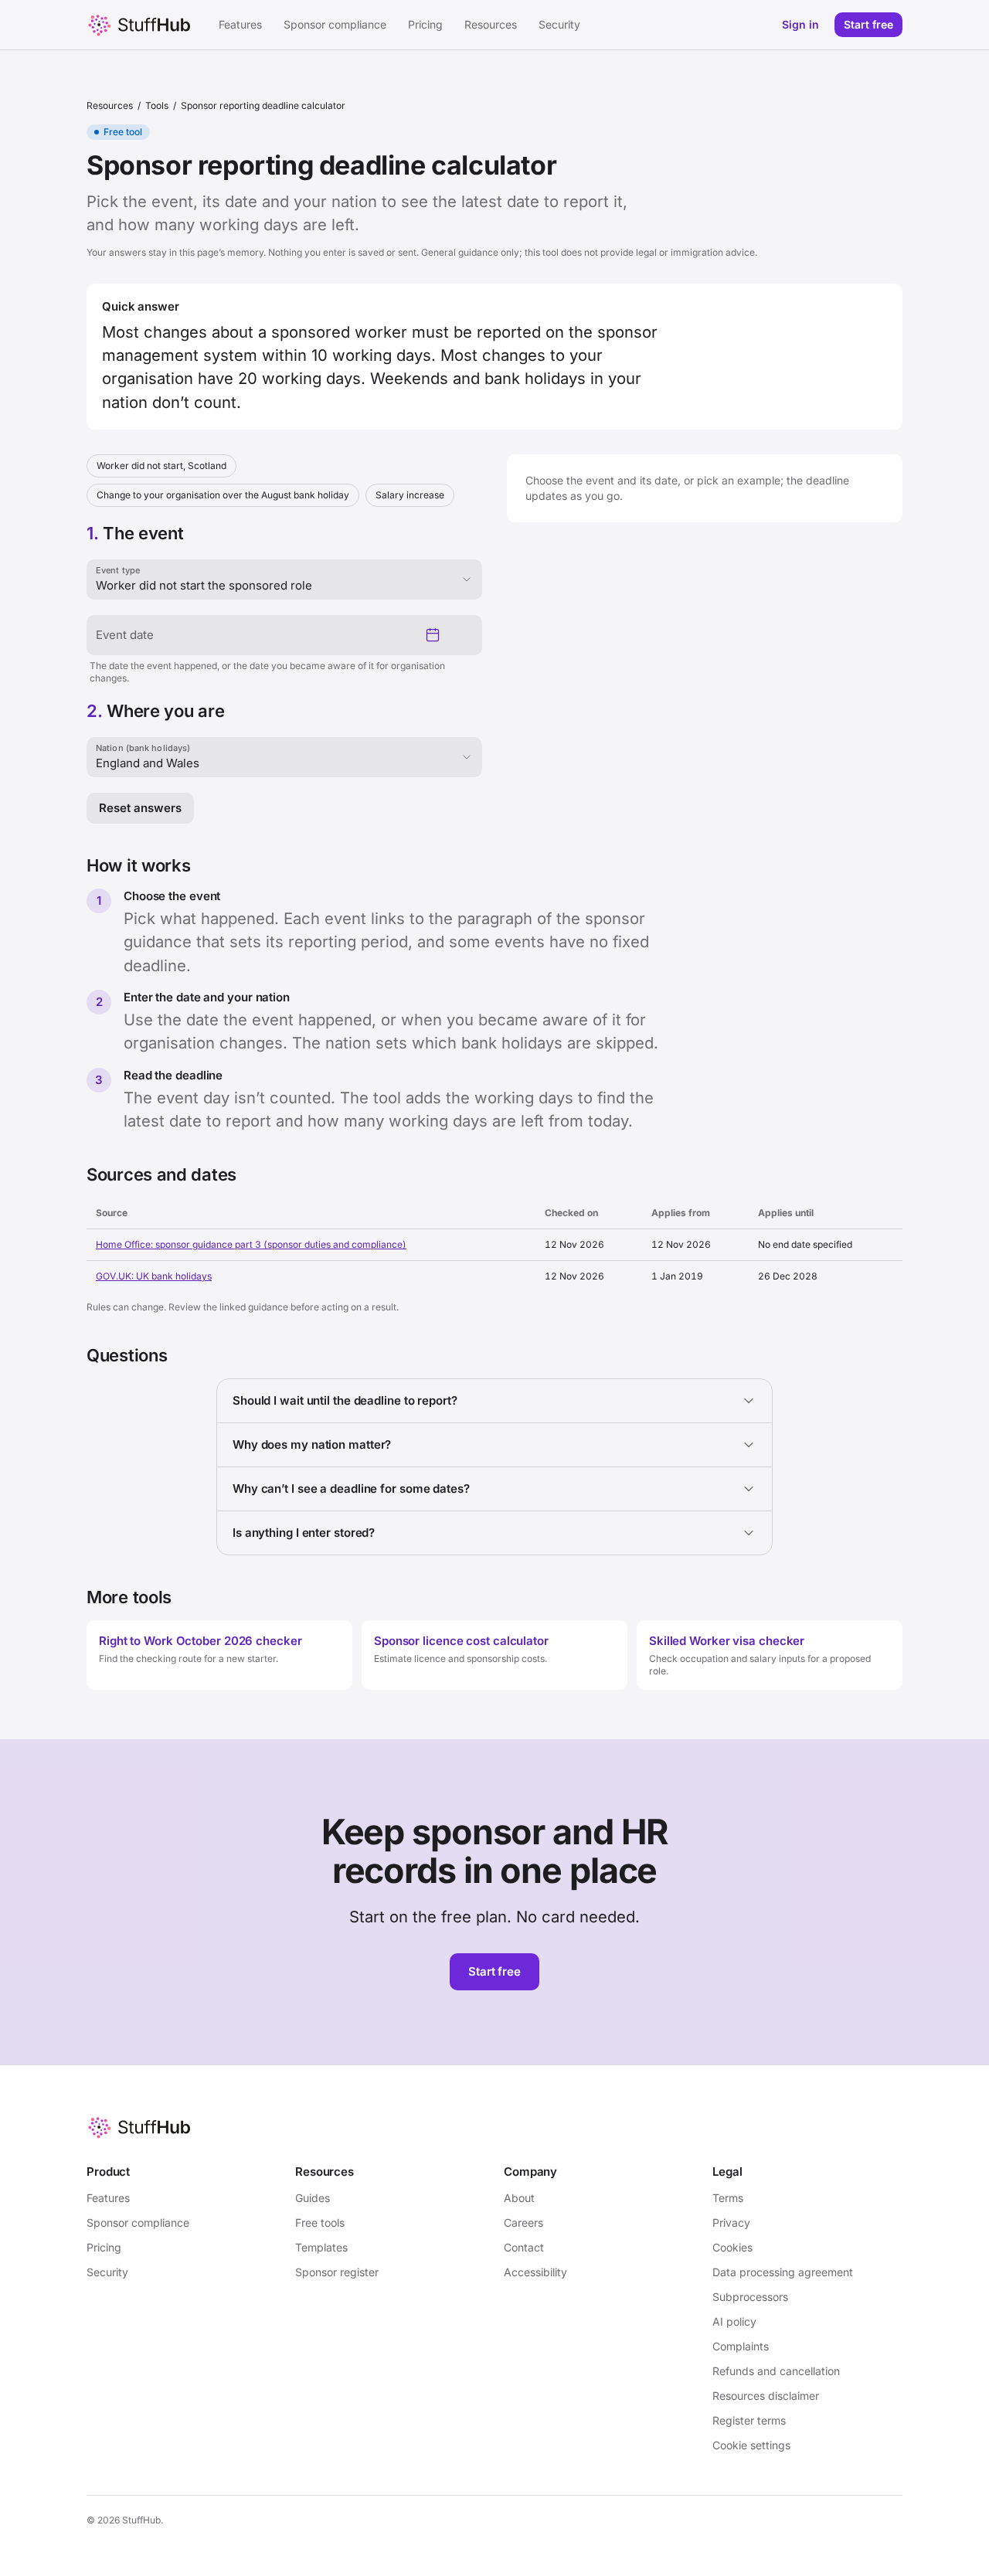 StuffHub
Features
Sponsor compliance
Pricing
Resources
Security
Sign in
Start free
Resources / Tools / Sponsor reporting deadline calculator
Free tool
Sponsor reporting deadline calculator
Pick the event, its date and your nation to see the latest date to report it,
and how many working days are left.
Your answers stay in this page’s memory. Nothing you enter is saved or sent. General guidance only; this tool does not provide legal or immigration advice.
Quick answer
Most changes about a sponsored worker must be reported on the sponsor
management system within 10 working days. Most changes to your
organisation have 20 working days. Weekends and bank holidays in your
nation don’t count.
Worker did not start, Scotland
Change to your organisation over the August bank holiday
Salary increase
Choose the event and its date, or pick an example; the deadline
updates as you go.
1. The event
Event type
Worker did not start the sponsored role
Event date
The date the event happened, or the date you became aware of it for organisation
changes.
2. Where you are
Nation (bank holidays)
England and Wales
Reset answers
How it works
1
Choose the event
Pick what happened. Each event links to the paragraph of the sponsor
guidance that sets its reporting period, and some events have no fixed
deadline.
2
Enter the date and your nation
Use the date the event happened, or when you became aware of it for
organisation changes. The nation sets which bank holidays are skipped.
3
Read the deadline
The event day isn’t counted. The tool adds the working days to find the
latest date to report and how many working days are left from today.
Sources and dates
Source Checked on Applies from Applies until
Home Office: sponsor guidance part 3 (sponsor duties and compliance) 12 Nov 2026 12 Nov 2026 No end date specified
GOV.UK: UK bank holidays 12 Nov 2026 1 Jan 2019 26 Dec 2028
Rules can change. Review the linked guidance before acting on a result.
Questions
Should I wait until the deadline to report?
Why does my nation matter?
Why can’t I see a deadline for some dates?
Is anything I enter stored?
More tools
Right to Work October 2026 checker
Find the checking route for a new starter.
Sponsor licence cost calculator
Estimate licence and sponsorship costs.
Skilled Worker visa checker
Check occupation and salary inputs for a proposed
role.
Keep sponsor and HR
records in one place
Start on the free plan. No card needed.
Start free
StuffHub
Product
Features
Sponsor compliance
Pricing
Security
Resources
Guides
Free tools
Templates
Sponsor register
Company
About
Careers
Contact
Accessibility
Legal
Terms
Privacy
Cookies
Data processing agreement
Subprocessors
AI policy
Complaints
Refunds and cancellation
Resources disclaimer
Register terms
Cookie settings
© 2026 StuffHub.